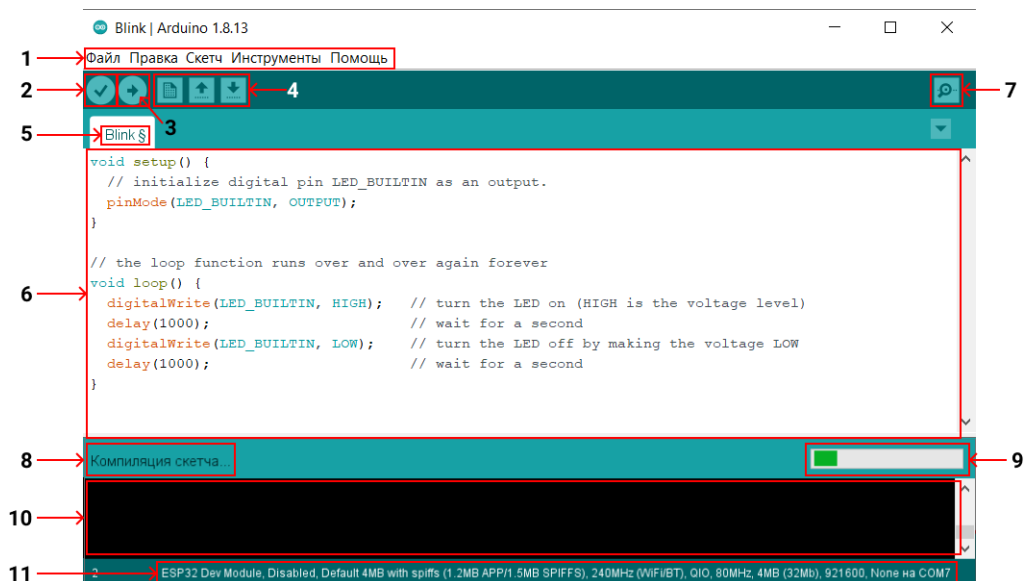 Blink | Arduino 1.8.13
1 Файл Правка Скетч Инструменты Помощь
2 4 7
3
5 Blink §
void setup() {
// initialize digital pin LED_BUILTIN as an output.
pinMode(LED_BUILTIN, OUTPUT);
}
// the loop function runs over and over again forever
void loop() {
6 digitalWrite(LED_BUILTIN, HIGH); // turn the LED on (HIGH is the voltage level)
delay(1000); // wait for a second
digitalWrite(LED_BUILTIN, LOW); // turn the LED off by making the voltage LOW
delay(1000); // wait for a second
}
8 Компиляция скетча... 9
10
11 2 ESP32 Dev Module, Disabled, Default 4MB with spiffs (1.2MB APP/1.5MB SPIFFS), 240MHz (WiFi/BT), QIO, 80MHz, 4MB (32Mb), 921600, None на COM7